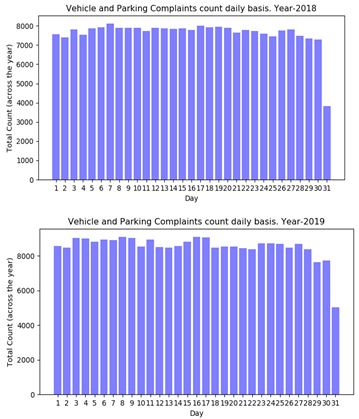 Vehicle and Parking Complaints count daily basis. Year-2018
8000
7000
6000
5000
4000
3000
2000
1000
0
Total Count (across the year)
1 2 3 4 5 6 7 8 9 10 11 12 13 14 15 16 17 18 19 20 21 22 23 24 25 26 27 28 29 30 31
Day
Vehicle and Parking Complaints count daily basis. Year-2019
8000
6000
4000
2000
0
Total Count (across the year)
1 2 3 4 5 6 7 8 9 10 11 12 13 14 15 16 17 18 19 20 21 22 23 24 25 26 27 28 29 30 31
Day